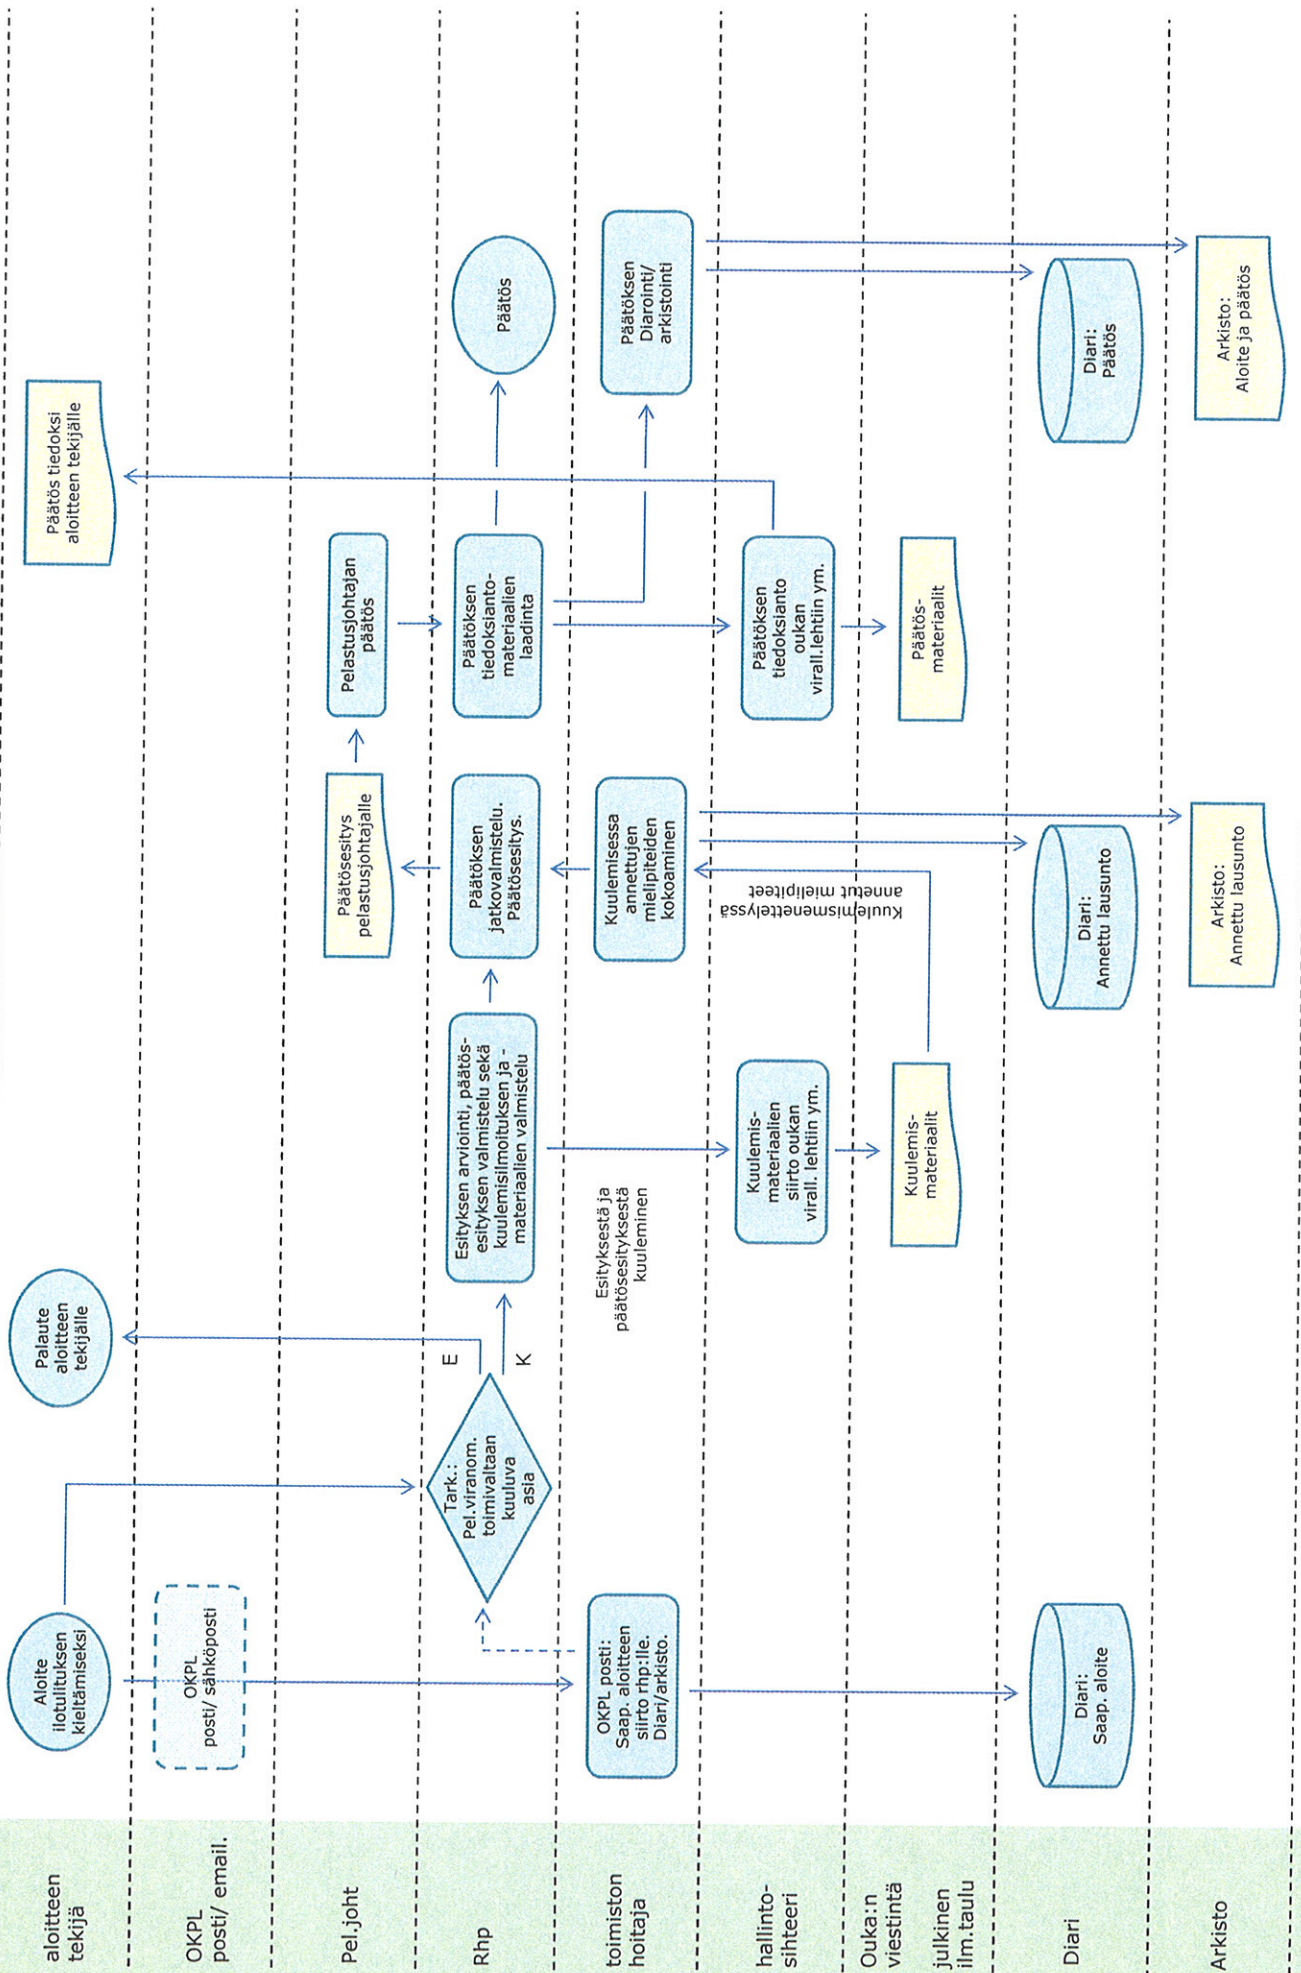 aloitteen
tekijä
OKPL
posti/ email.
Pel.joht
Rhp
toimiston
hoitaja
hallinto-
sihteeri
Ouka:n
viestintä
julkinen
ilm.taulu
Diari
Arkisto
Aloite
ilotulituksen
kieltämiseksi
Palaute
aloitteen
tekijälle
Päätös tiedoksi
aloitteen tekijälle
OKPL
posti/ sähköposti
Päätösesitys
pelastusjohtajalle
Pelastusjohtajan
päätös
Tark.:
Pel.viranom.
toimivaltaan
kuuluva
asia
E
K
Esityksen arviointi, päätös-
esityksen valmistelu sekä
kuulemisilmoituksen ja -
materiaalien valmistelu
Päätöksen
jatkovalmistelu.
Päätösesitys.
Päätöksen
tiedoksianto-
materiaalien
laadinta
Päätös
OKPL posti:
Saap. aloitteen
siirto rhp:lle.
Diari/arkisto.
Esityksestä ja
päätösesityksestä
kuuleminen
Kuulemisessa
annettujen
mielipiteiden
kokoaminen
Päätöksen
Diarointi/
arkistointi
Kuulemis-
materiaalien
siirto oukan
virall. lehtiin ym.
Kuulemismenettelyssä
annetut mielipiteet
Päätöksen
tiedoksianto
oukan
virall.lehtiin ym.
Kuulemis-
materiaalit
Päätös-
materiaalit
Diari:
Saap. aloite
Diari:
Annettu lausunto
Diari:
Päätös
Arkisto:
Annettu lausunto
Arkisto:
Aloite ja päätös